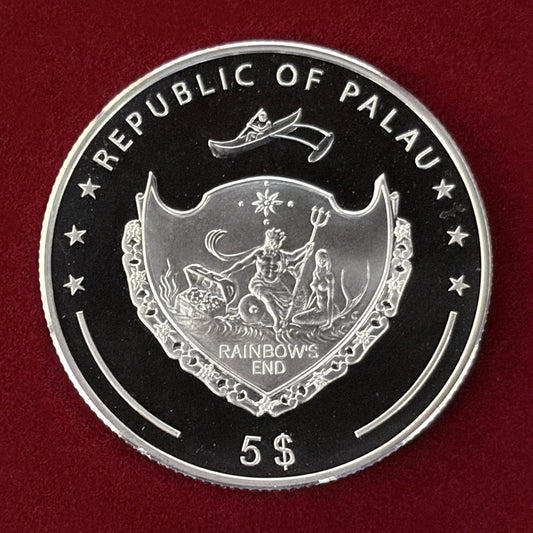 REPUBLIC OF PALAU
RAINBOW'S
END
5$